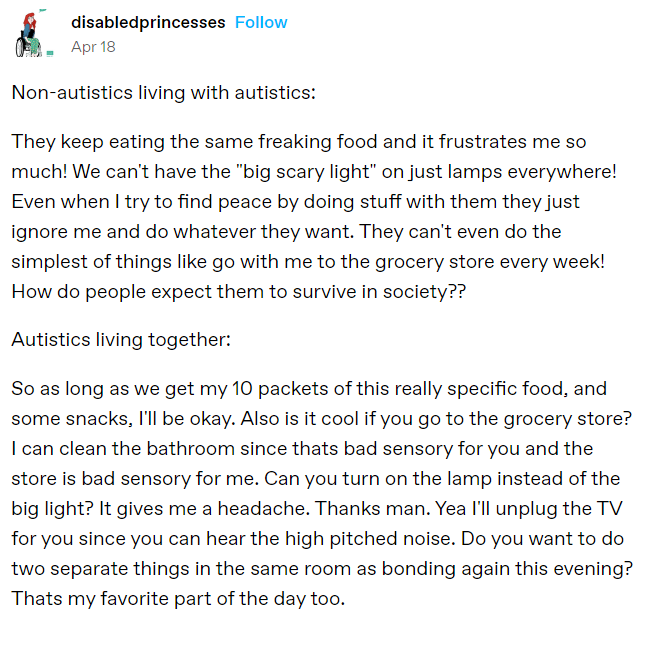 disabledprincesses Follow
Apr 18
Non-autistics living with autistics:
They keep eating the same freaking food and it frustrates me so
much! We can't have the "big scary light" on just lamps everywhere!
Even when I try to find peace by doing stuff with them they just
ignore me and do whatever they want. They can't even do the
simplest of things like go with me to the grocery store every week!
How do people expect them to survive in society??
Autistics living together:
So as long as we get my 10 packets of this really specific food, and
some snacks, I'll be okay. Also is it cool if you go to the grocery store?
I can clean the bathroom since thats bad sensory for you and the
store is bad sensory for me. Can you turn on the lamp instead of the
big light? It gives me a headache. Thanks man. Yea I'll unplug the TV
for you since you can hear the high pitched noise. Do you want to do
two separate things in the same room as bonding again this evening?
Thats my favorite part of the day too.